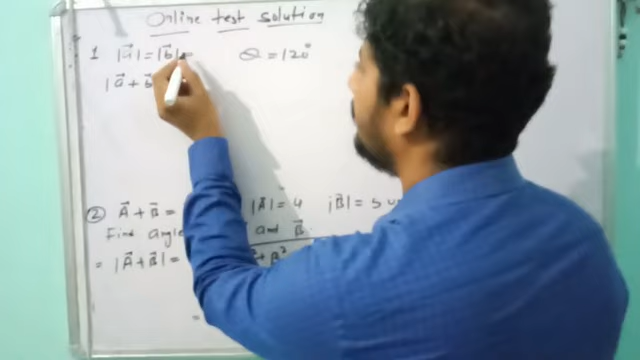 Online test solution
1 |a⃗| = |b⃗| = θ = 120°
|a⃗ + b⃗
② A⃗ + B⃗ = |A⃗| = 4 |B⃗| = 5
Find angle and B⃗
= |A⃗ + B⃗| = + B²
=